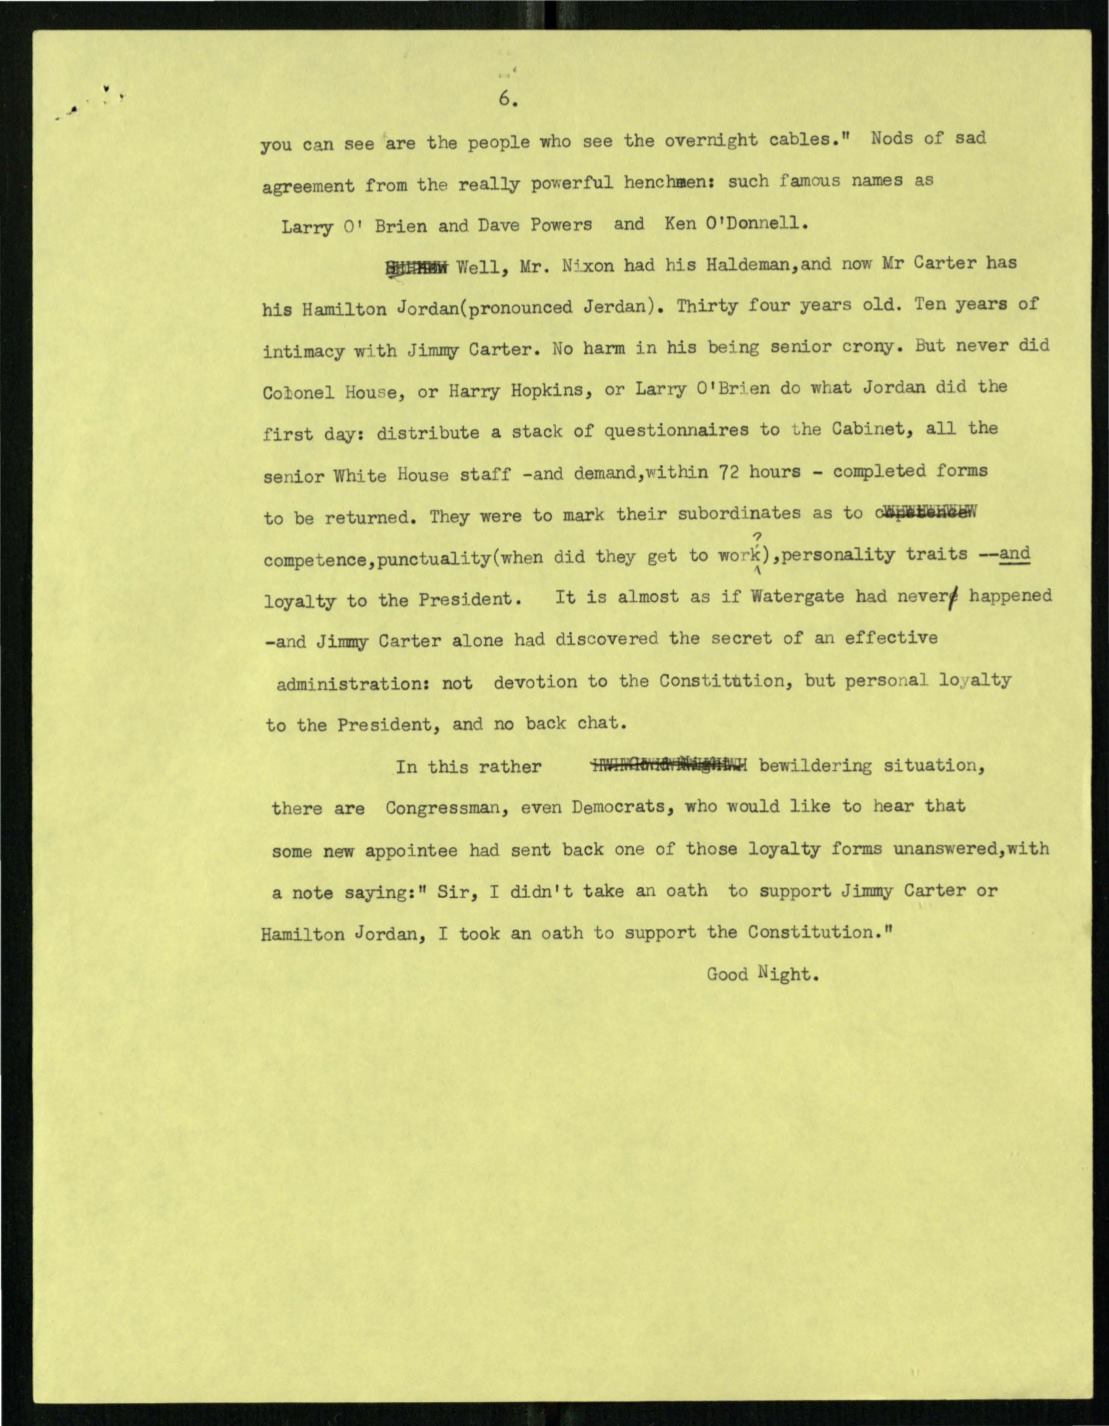 6.
you can see are the people who see the overnight cables."  Nods of sad
agreement from the really powerful henchmen: such famous names as
Larry O' Brien and Dave Powers  and  Ken O'Donnell.
Well, Mr. Nixon had his Haldeman,and now Mr Carter has
his Hamilton Jordan(pronounced Jerdan). Thirty four years old. Ten years of
intimacy with Jimmy Carter. No harm in his being senior crony. But never did
Colonel House, or Harry Hopkins, or Larry O'Brien do what Jordan did the
first day: distribute a stack of questionnaires to the Cabinet, all the
senior White House staff -and demand,within 72 hours - completed forms
to be returned. They were to mark their subordinates as to
competence,punctuality(when did they get to work?),personality traits --and
loyalty to the President.   It is almost as if Watergate had never happened
-and Jimmy Carter alone had discovered the secret of an effective
administration: not  devotion to the Constitution, but personal loyalty
to the President, and no back chat.
In this rather bewildering situation,
there are  Congressman, even Democrats, who would like to hear that
some new appointee had sent back one of those loyalty forms unanswered,with
a note saying:" Sir, I didn't take an oath  to support Jimmy Carter or
Hamilton Jordan, I took an oath to support the Constitution."
Good Night.